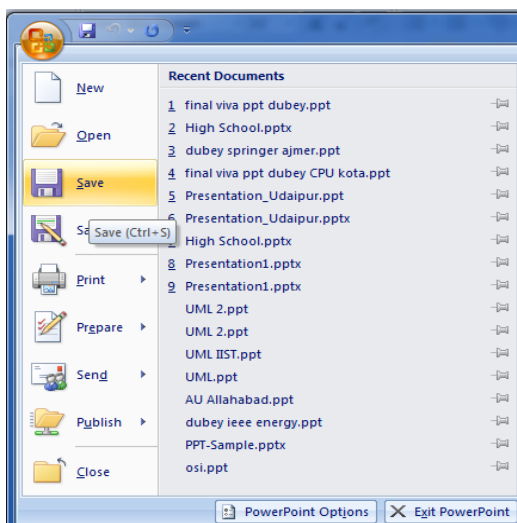 New
Open
Save
Sa
Save (Ctrl+S)
Print
Prepare
Send
Publish
Close
Recent Documents
1 final viva ppt dubey.ppt
2 High School.pptx
3 dubey springer ajmer.ppt
4 final viva ppt dubey CPU kota.ppt
5 Presentation_Udaipur.ppt
6 Presentation_Udaipur.pptx
High School.pptx
8 Presentation1.pptx
9 Presentation1.pptx
UML 2.ppt
UML 2.ppt
UML IIST.ppt
UML.ppt
AU Allahabad.ppt
dubey ieee energy.ppt
PPT-Sample.pptx
osi.ppt
PowerPoint Options
Exit PowerPoint